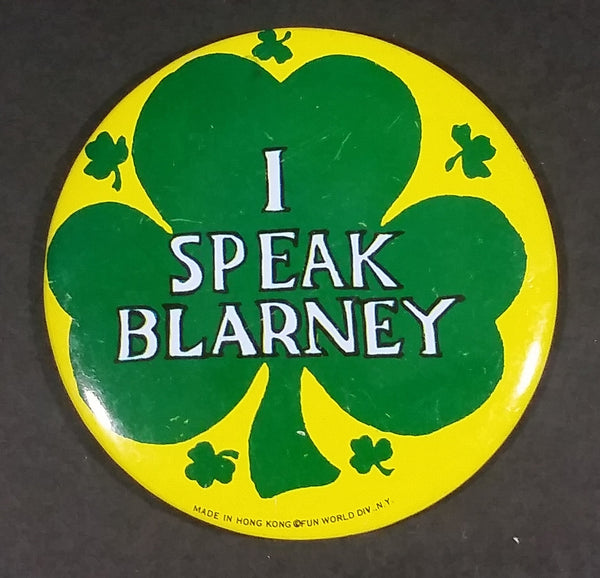 I
SPEAK
BLARNEY
MADE IN HONG KONG ©FUN WORLD DIV., N.Y.